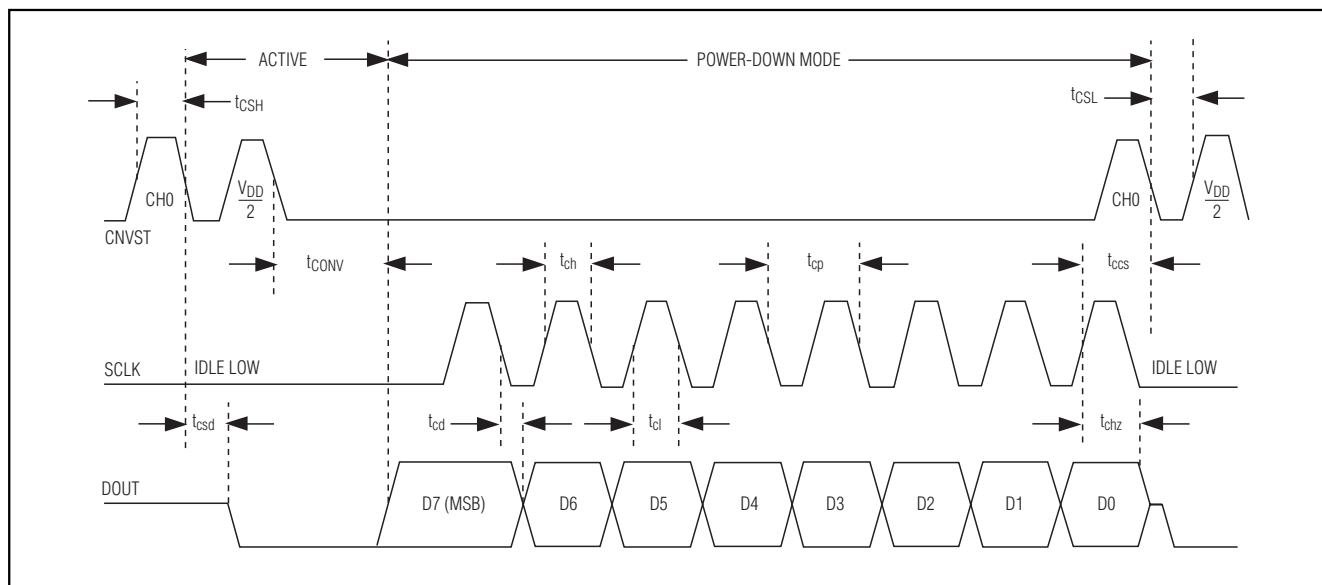 ACTIVE
POWER-DOWN MODE
tCSH
tCSL
CH0
VDD
2
CH0
VDD
2
CNVST
tCONV
tch
tcp
tccs
SCLK
IDLE LOW
IDLE LOW
tcsd
tcd
tcl
tchz
DOUT
D7 (MSB)
D6
D5
D4
D3
D2
D1
D0